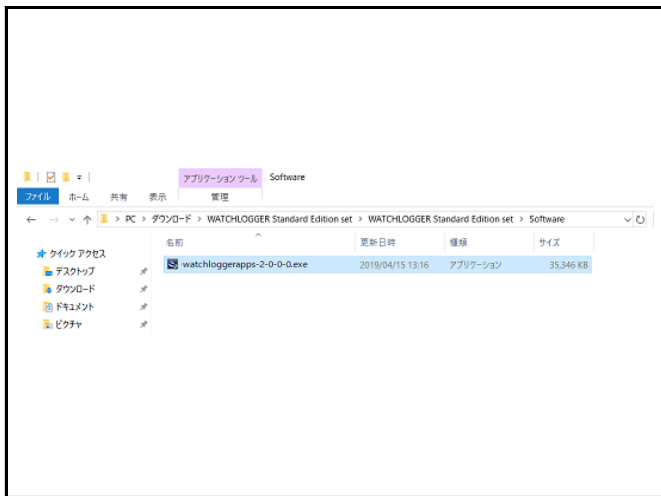 アプリケーション ツール Software
ファイル ホーム 共有 表示 管理
PC > ダウンロード > WATCHLOGGER Standard Edition set > WATCHLOGGER Standard Edition set > Software
名前 更新日時 種類 サイズ
クイック アクセス
watchloggerapps-2-0-0-0.exe 2019/04/15 13:16 アプリケーション 35,346 KB
デスクトップ
ダウンロード
ドキュメント
ピクチャ